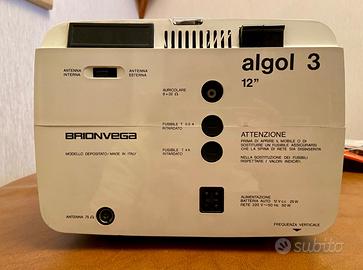 algol 3
12"
ANTENNA INTERNA
ANTENNA ESTERNA
AURICOLARE
8÷20 Ω
FUSIBILE T 0.4
RITARDATO
BRIONVEGA
MODELLO DEPOSITATO / MADE IN ITALY
FUSIBILE T 4A
RITARDATO
ATTENZIONE
PRIMA DI APRIRE IL MOBILE O DI
SOSTITUIRE UN FUSIBILE ASSICURARSI
CHE LA SPINA DI RETE SIA DISINSERITA
NELLA SOSTITUZIONE DEI FUSIBILI
RISPETTARE I VALORI INDICATI
ALIMENTAZIONE
BATTERIA AUTO 12 V c.c. 25 W
RETE 220 V~50 Hz 50 W
ANTENNA 75 Ω
FREQUENZA VERTICALE
subito